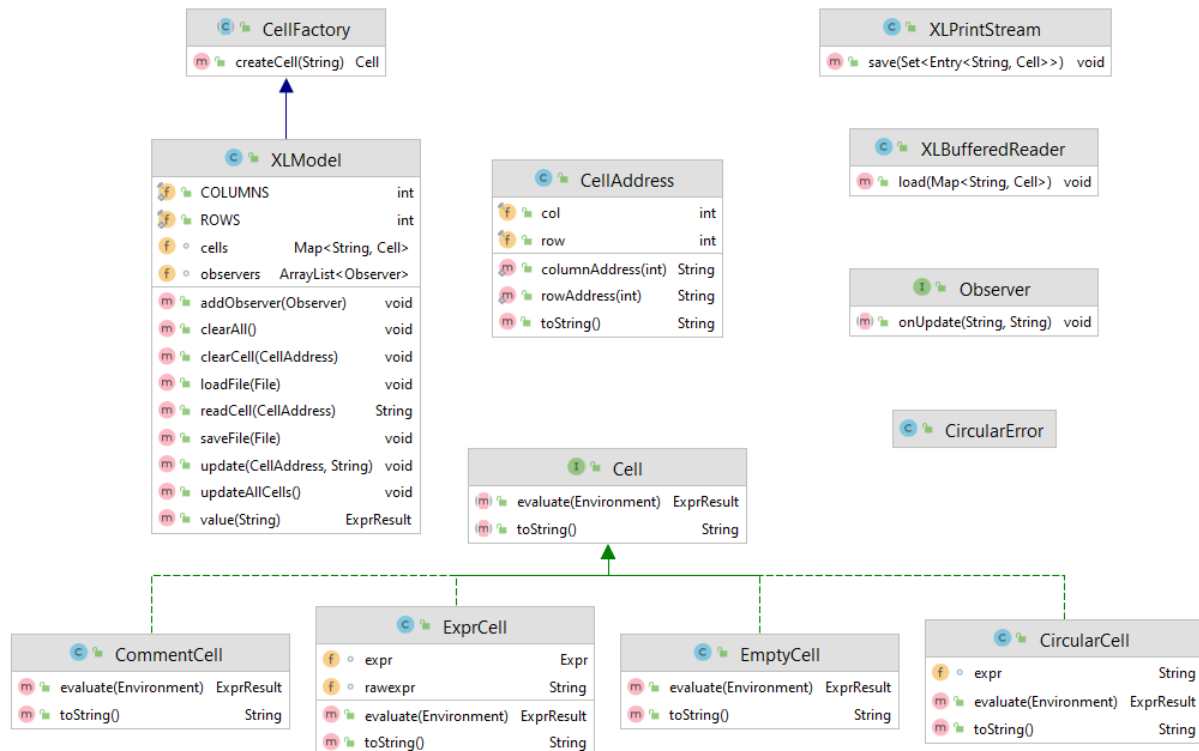 CellFactory
createCell(String) Cell
XLPrintStream
save(Set<Entry<String, Cell>>) void
XLModel
COLUMNS int
ROWS int
cells Map<String, Cell>
observers ArrayList<Observer>
addObserver(Observer) void
clearAll() void
clearCell(CellAddress) void
loadFile(File) void
readCell(CellAddress) String
saveFile(File) void
update(CellAddress, String) void
updateAllCells() void
value(String) ExprResult
CellAddress
col int
row int
columnAddress(int) String
rowAddress(int) String
toString() String
XLBufferedReader
load(Map<String, Cell>) void
Observer
onUpdate(String, String) void
CircularError
Cell
evaluate(Environment) ExprResult
toString() String
CommentCell
evaluate(Environment) ExprResult
toString() String
ExprCell
expr Expr
rawexpr String
evaluate(Environment) ExprResult
toString() String
EmptyCell
evaluate(Environment) ExprResult
toString() String
CircularCell
expr String
evaluate(Environment) ExprResult
toString() String